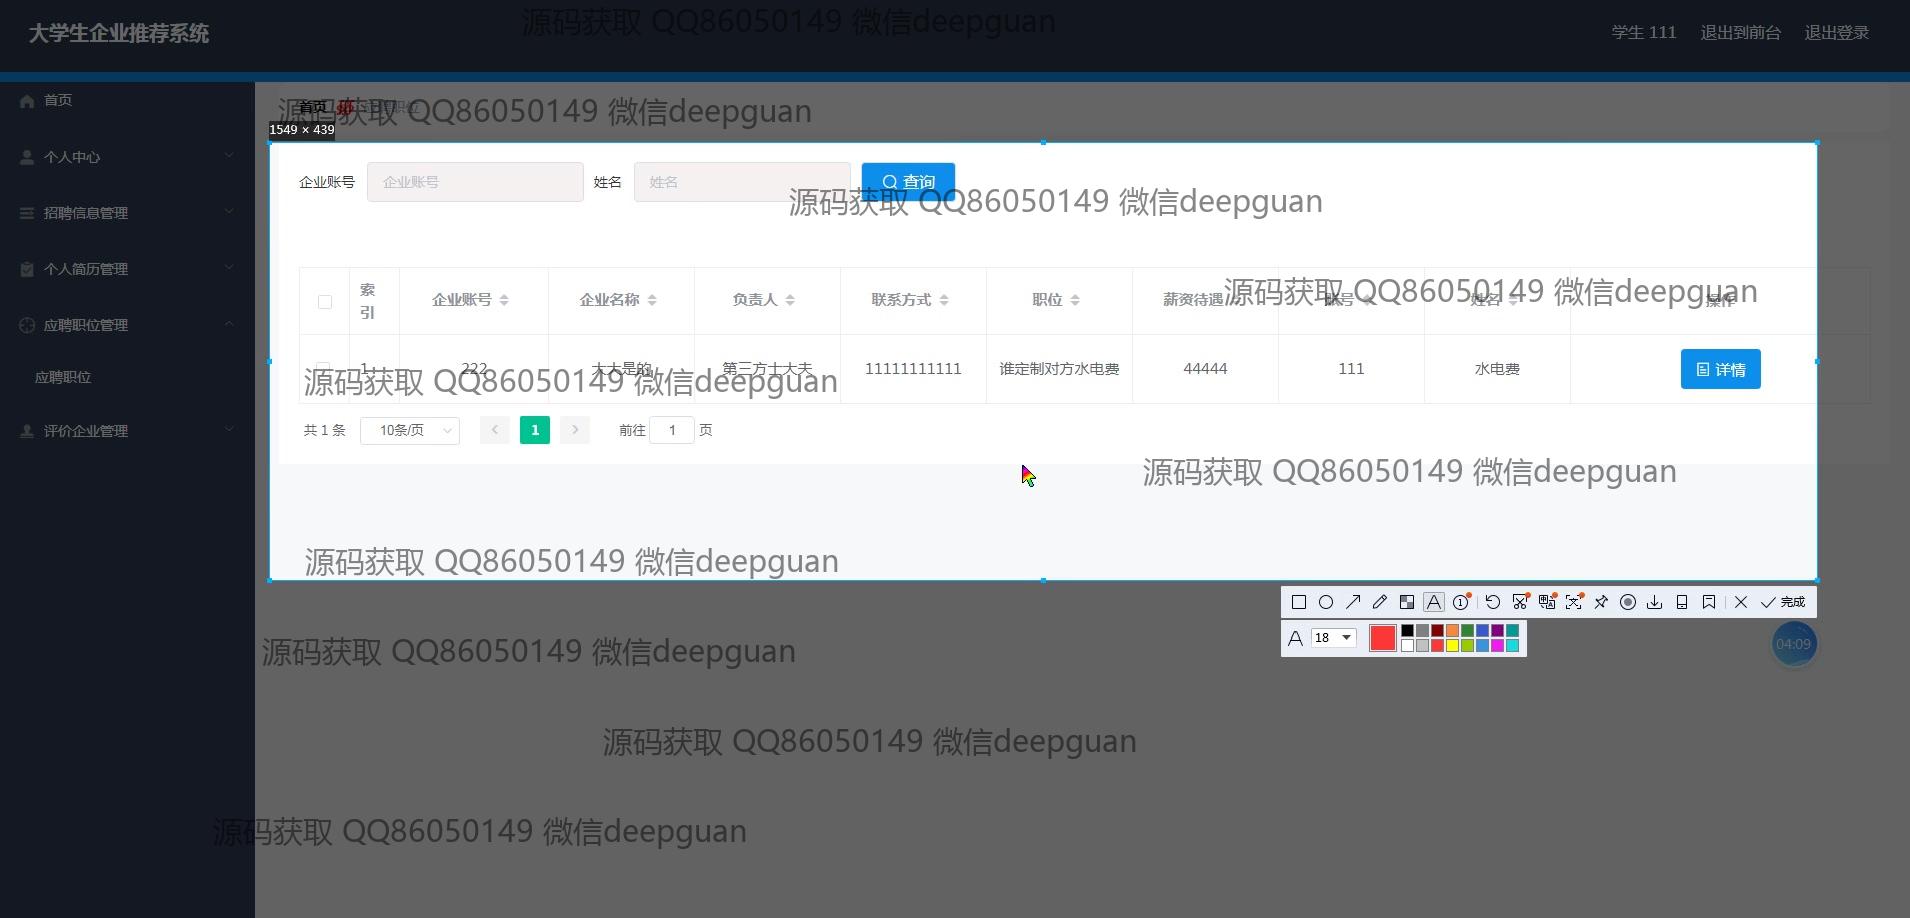 源码获取 QQ86050149 微信deepguan
大学生企业推荐系统
学生 111 退出到前台 退出登录
首页
首页 应聘职位
源码获取 QQ86050149 微信deepguan
1549 × 439
个人中心
企业账号 企业账号 姓名 姓名 查询
源码获取 QQ86050149 微信deepguan
招聘信息管理
个人简历管理
索引 企业账号 企业名称 负责人 联系方式 职位 薪资待遇 账号 姓名 操作
源码获取 QQ86050149 微信deepguan
应聘职位管理
1 222 大大是的 第三方士大夫 11111111111 谁定制对方水电费 44444 111 水电费 详情
源码获取 QQ86050149 微信deepguan
应聘职位
评价企业管理
共 1 条 10条/页 1 前往 1 页
源码获取 QQ86050149 微信deepguan
源码获取 QQ86050149 微信deepguan
完成
A 18
04:09
源码获取 QQ86050149 微信deepguan
源码获取 QQ86050149 微信deepguan
源码获取 QQ86050149 微信deepguan